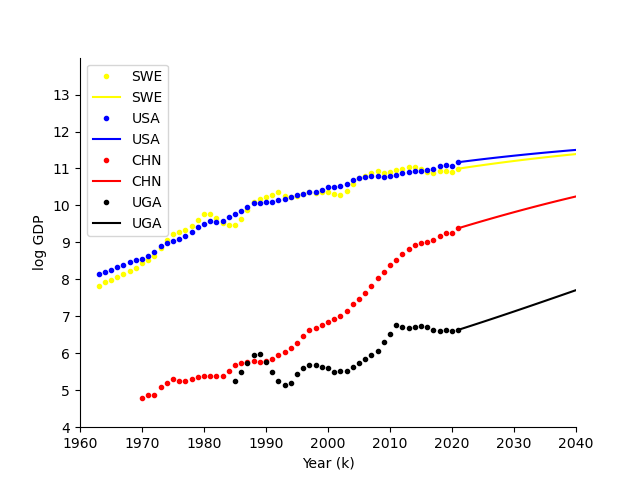 13
12
11
10
9
8
7
6
5
4
log GDP
SWE
SWE
USA
USA
CHN
CHN
UGA
UGA
1960 1970 1980 1990 2000 2010 2020 2030 2040
Year (k)